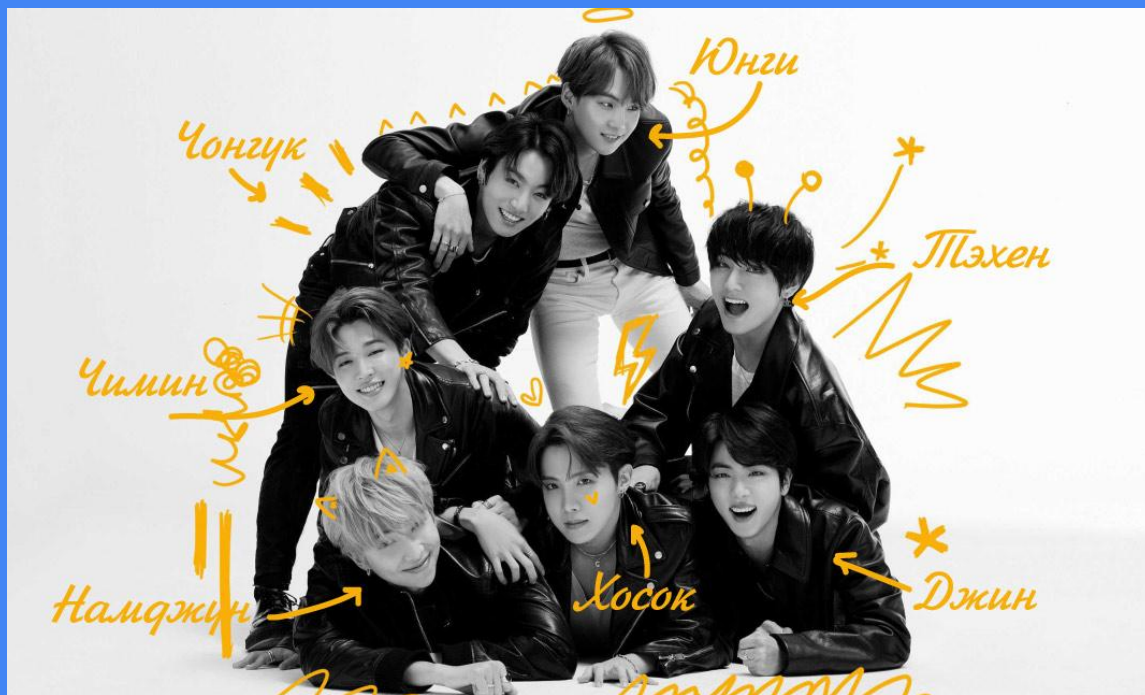 Юнги
Чонгук
Тэхен
Чимин
Намджун
Хосок
Джин